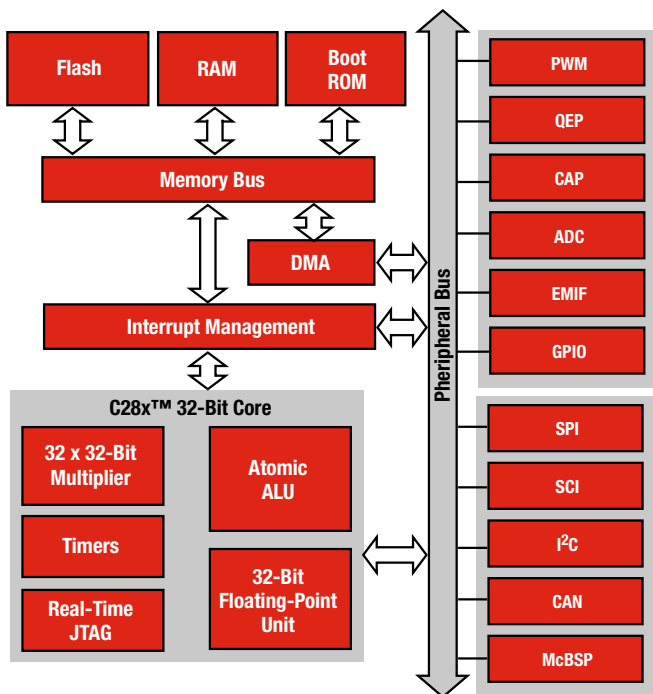 Flash
RAM
Boot
ROM
Memory Bus
DMA
Interrupt Management
C28x™ 32-Bit Core
32 x 32-Bit
Multiplier
Atomic
ALU
Timers
32-Bit
Floating-Point
Unit
Real-Time
JTAG
Pheripheral Bus
PWM
QEP
CAP
ADC
EMIF
GPIO
SPI
SCI
I²C
CAN
McBSP